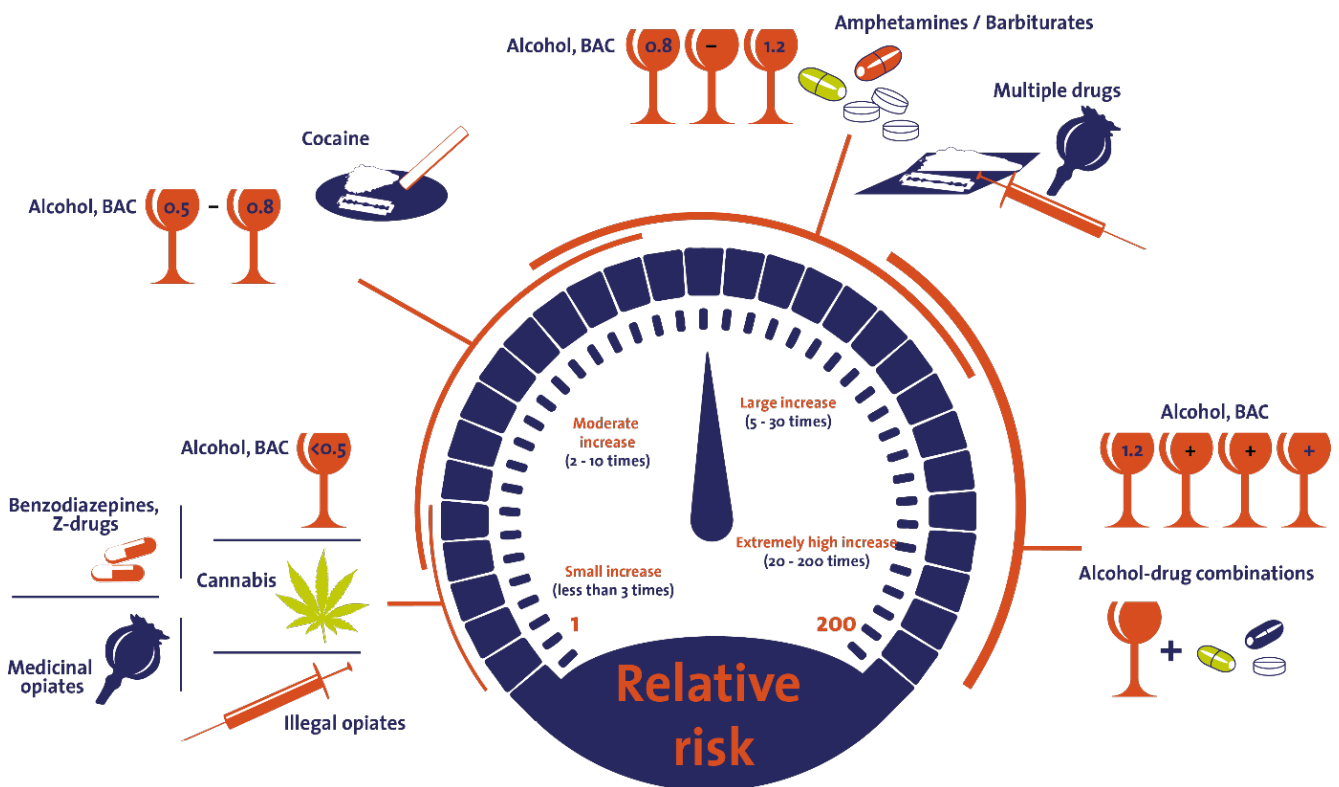 Amphetamines / Barbiturates
Alcohol, BAC 0.8 – 1.2
Multiple drugs
Cocaine
Alcohol, BAC 0.5 – 0.8
Large increase
(5 - 30 times)
Moderate
increase
(2 - 10 times)
Alcohol, BAC
1.2 + + +
Alcohol, BAC <0.5
Benzodiazepines,
Z-drugs
Extremely high increase
(20 - 200 times)
Cannabis
Small increase
(less than 3 times)
Alcohol-drug combinations
+
1
200
Medicinal
opiates
Illegal opiates
Relative
risk